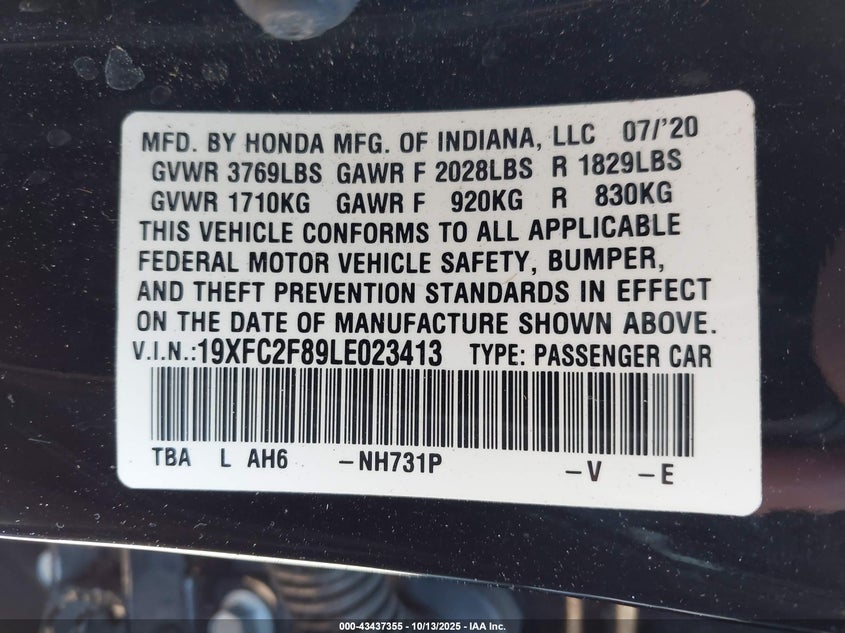 MFD. BY HONDA MFG. OF INDIANA, LLC 07/'20
GVWR 3769LBS GAWR F 2028LBS R 1829LBS
GVWR 1710KG GAWR F 920KG R 830KG
THIS VEHICLE CONFORMS TO ALL APPLICABLE
FEDERAL MOTOR VEHICLE SAFETY, BUMPER,
AND THEFT PREVENTION STANDARDS IN EFFECT
ON THE DATE OF MANUFACTURE SHOWN ABOVE.
V.I.N.:19XFC2F89LE023413 TYPE: PASSENGER CAR
TBA L AH6 -NH731P -V -E
000-43437355 - 10/13/2025 - IAA Inc.